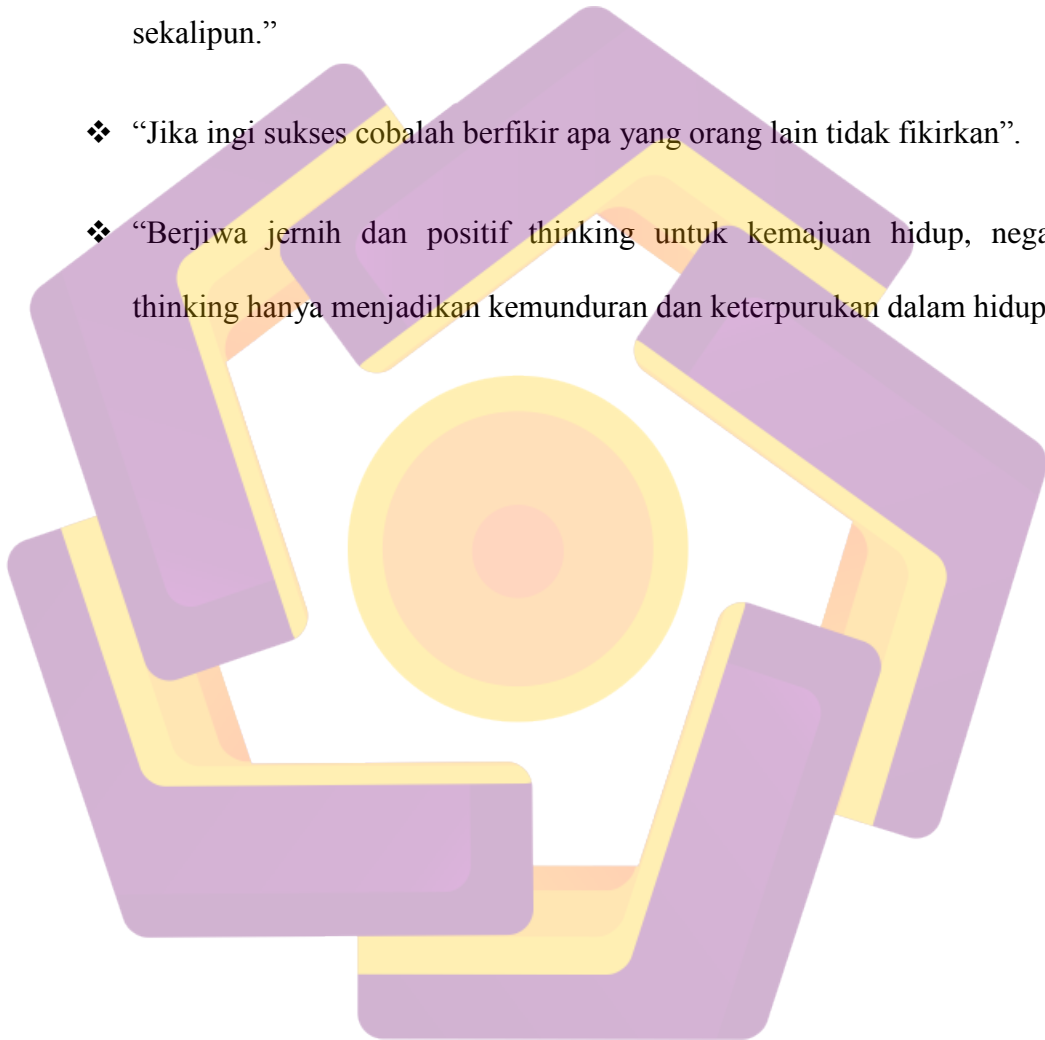 sekalipun.”
❖ “Jika ingi sukses cobalah berfikir apa yang orang lain tidak fikirkan”.
❖ “Berjiwa jernih dan positif thinking untuk kemajuan hidup,
thinking hanya menjadikan kemunduran dan keterpurukan dalam hidup